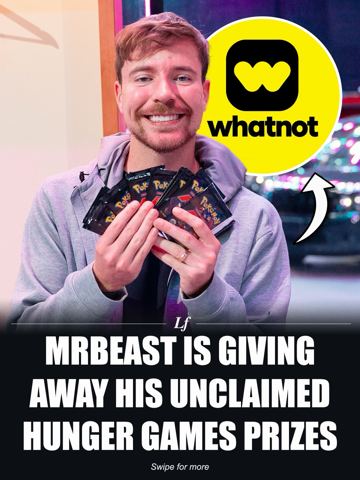 whatnot
Lf
MRBEAST IS GIVING
AWAY HIS UNCLAIMED
HUNGER GAMES PRIZES
Swipe for more